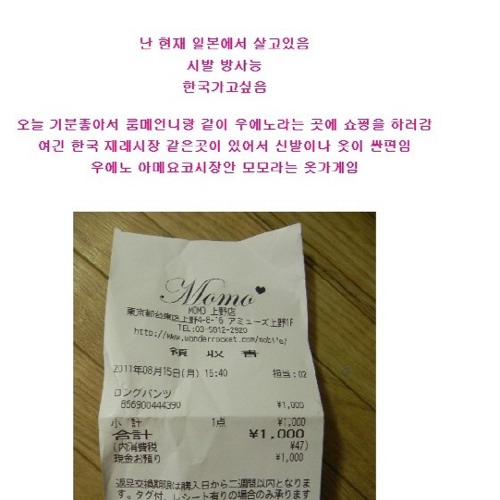 난 현재 일본에서 살고있음
시발 방사능
한국가고싶음
오늘 기분좋아서 룸메인니랑 같이 우에노라는 곳에 쇼핑을 하러감
여긴 한국 재래시장 같은곳이 있어서 신발이나 옷이 싼편임
우에노 아메요코시장안 모모라는 옷가게임
Momo♥
MOMO 上野店
東京都台東区上野4-8-16 アミューズ上野1F
TEL:03-5812-2920
http://www.wonderrocket.com/mobile/
領 収 書
2011年08月15日(月) 15:40 担当:02
ロングパンツ
656900444390 ¥1,000
小 計 1点 ¥1,000
合計 ¥1,000
(内消費税 ¥47)
現金お預り ¥1,000
返品交換期限は購入日から二週間以内となりま
す。タグ付、レシート有りの場合のみ承ります